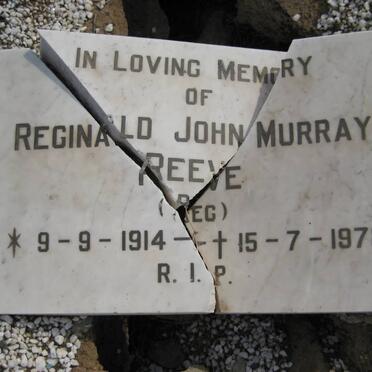 IN LOVING MEMORY
OF
REGINALD JOHN MURRAY
REEVE
(REG)
* 9-9-1914 - † 15-7-197
R.I.P.